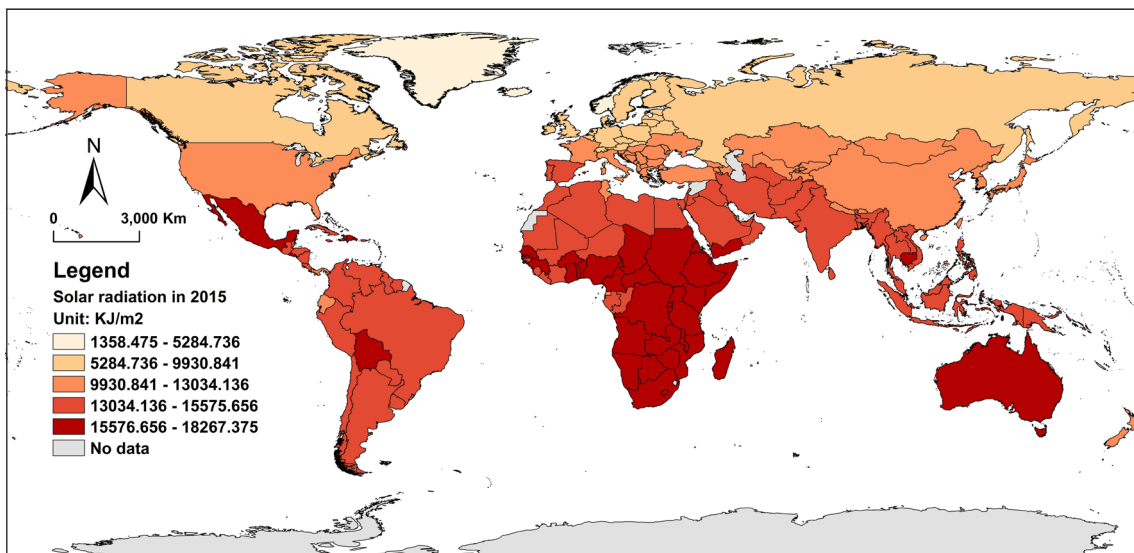 N
0 3,000 Km
Legend
Solar radiation in 2015
Unit: KJ/m2
1358.475 - 5284.736
5284.736 - 9930.841
9930.841 - 13034.136
13034.136 - 15575.656
15576.656 - 18267.375
No data